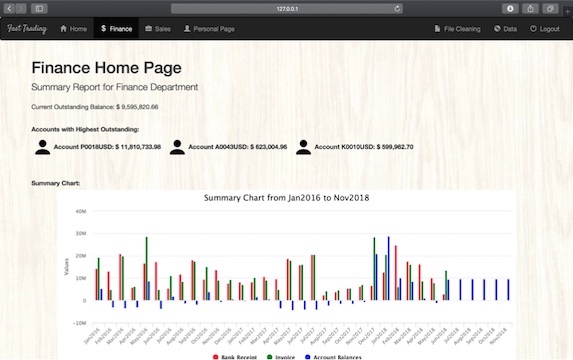 127.0.0.1
Fast Trading Home $ Finance Sales Personal Page File Cleaning Data Logout
Finance Home Page
Summary Report for Finance Department
Current Outstanding Balance: $ 9,595,820.66
Accounts with Highest Outstanding:
Account P0018USD: $ 11,810,733.98 Account A0043USD: $ 623,004.96 Account K0010USD: $ 599,962.70
Summary Chart:
Summary Chart from Jan2016 to Nov2018
40M
30M
20M
10M
0
-10M
Values
Jan2016 Feb2016 Mar2016 Apr2016 May2016 Jun2016 Jul2016 Aug2016 Sep2016 Oct2016 Nov2016 Dec2016 Jan2017 Feb2017 Mar2017 Apr2017 May2017 Jun2017 Jul2017 Aug2017 Sep2017 Oct2017 Nov2017 Dec2017 Jan2018 Feb2018 Mar2018 Apr2018 May2018 Jun2018 Jul2018 Aug2018 Sep2018 Oct2018 Nov2018
Bank Receipt Invoice Account Balances